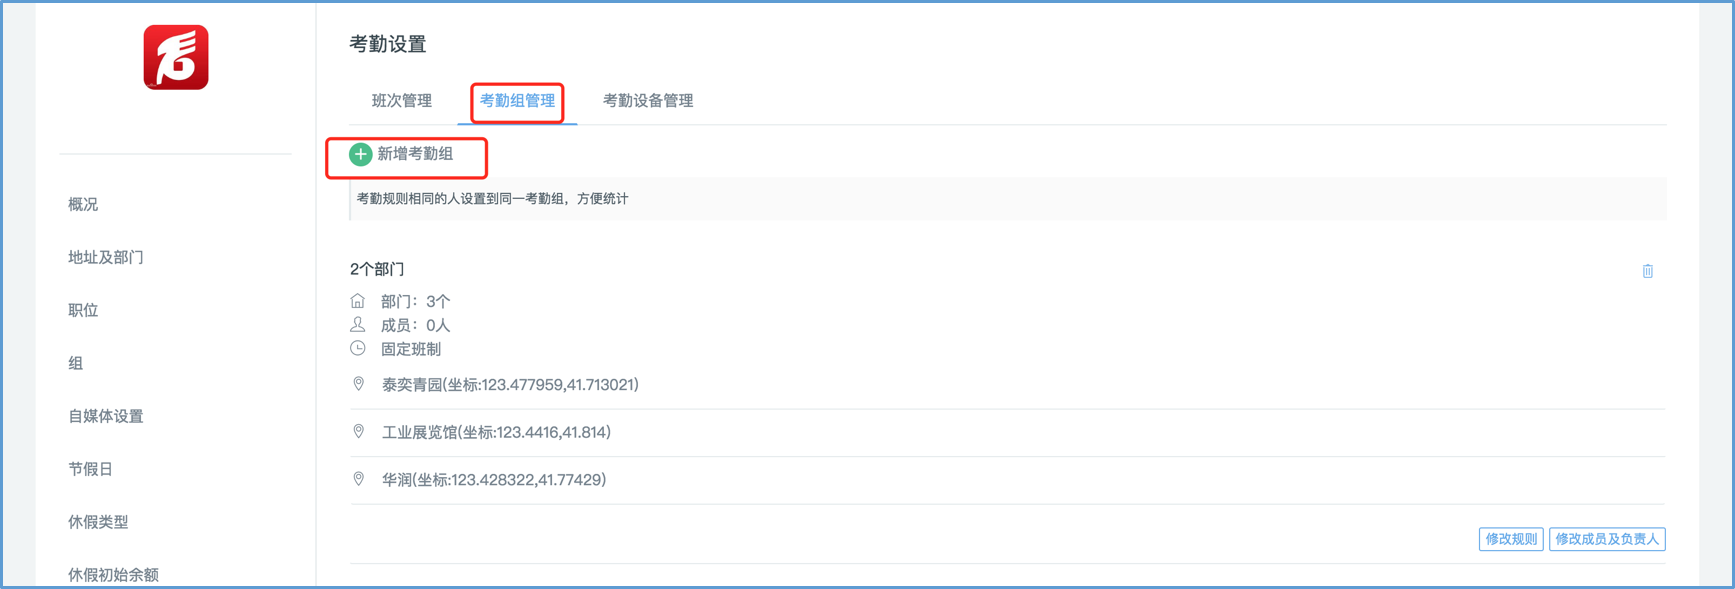 考勤设置
班次管理 考勤组管理 考勤设备管理
新增考勤组
考勤规则相同的人设置到同一考勤组，方便统计
概况
地址及部门
职位
组
自媒体设置
节假日
休假类型
休假初始余额
2个部门
部门：3个
成员：0人
固定班制
泰奕青园(坐标:123.477959,41.713021)
工业展览馆(坐标:123.4416,41.814)
华润(坐标:123.428322,41.77429)
修改规则 修改成员及负责人